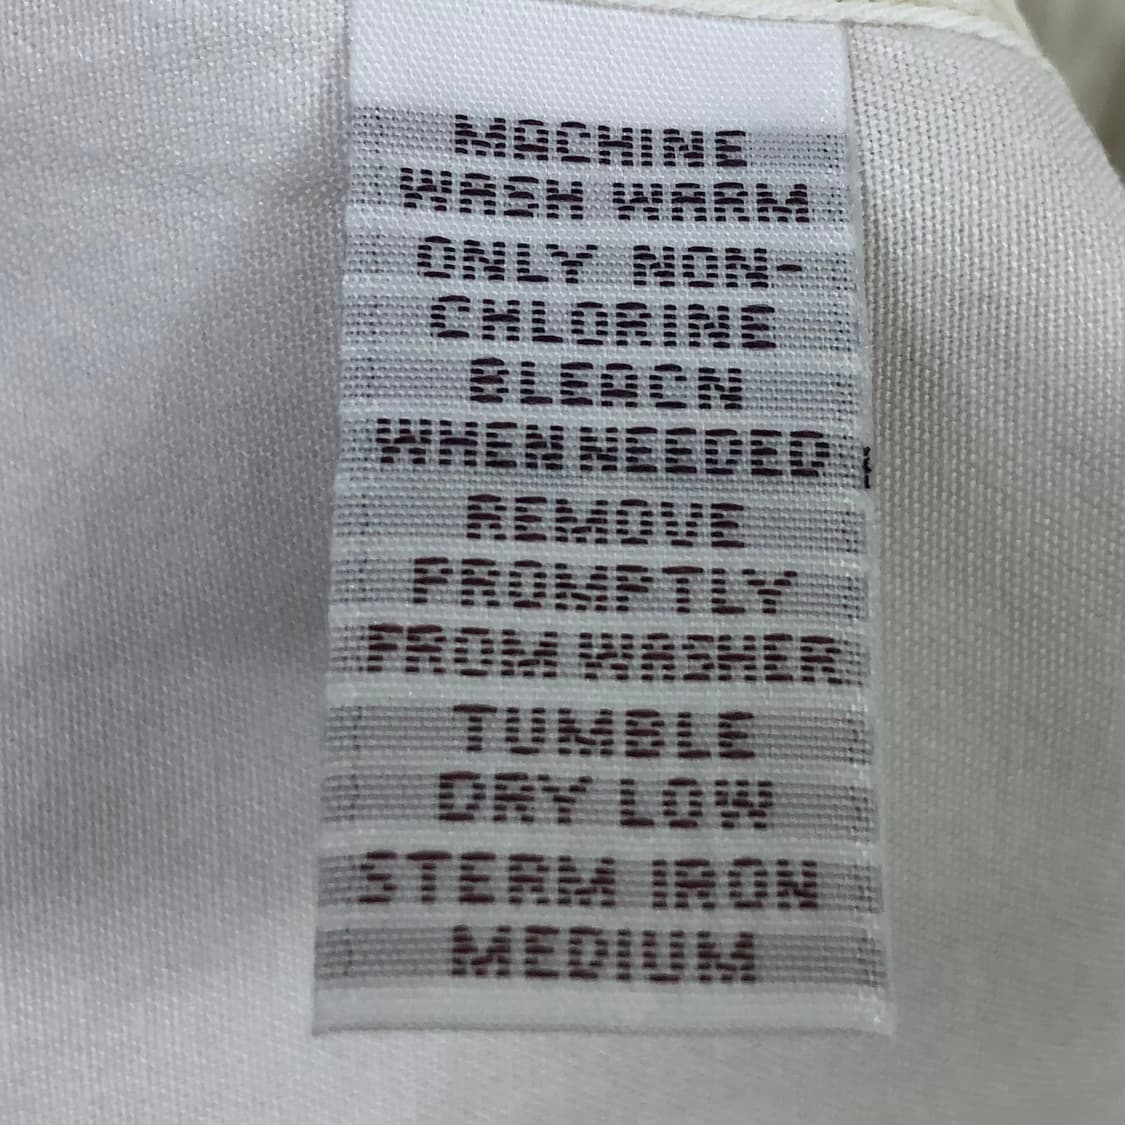 MACHINE
WASH WARM
ONLY NON-
CHLORINE
BLEACN
WHEN NEEDED
REMOVE
PROMPTLY
FROM WASHER
TUMBLE
DRY LOW
STERM IRON
MEDIUM